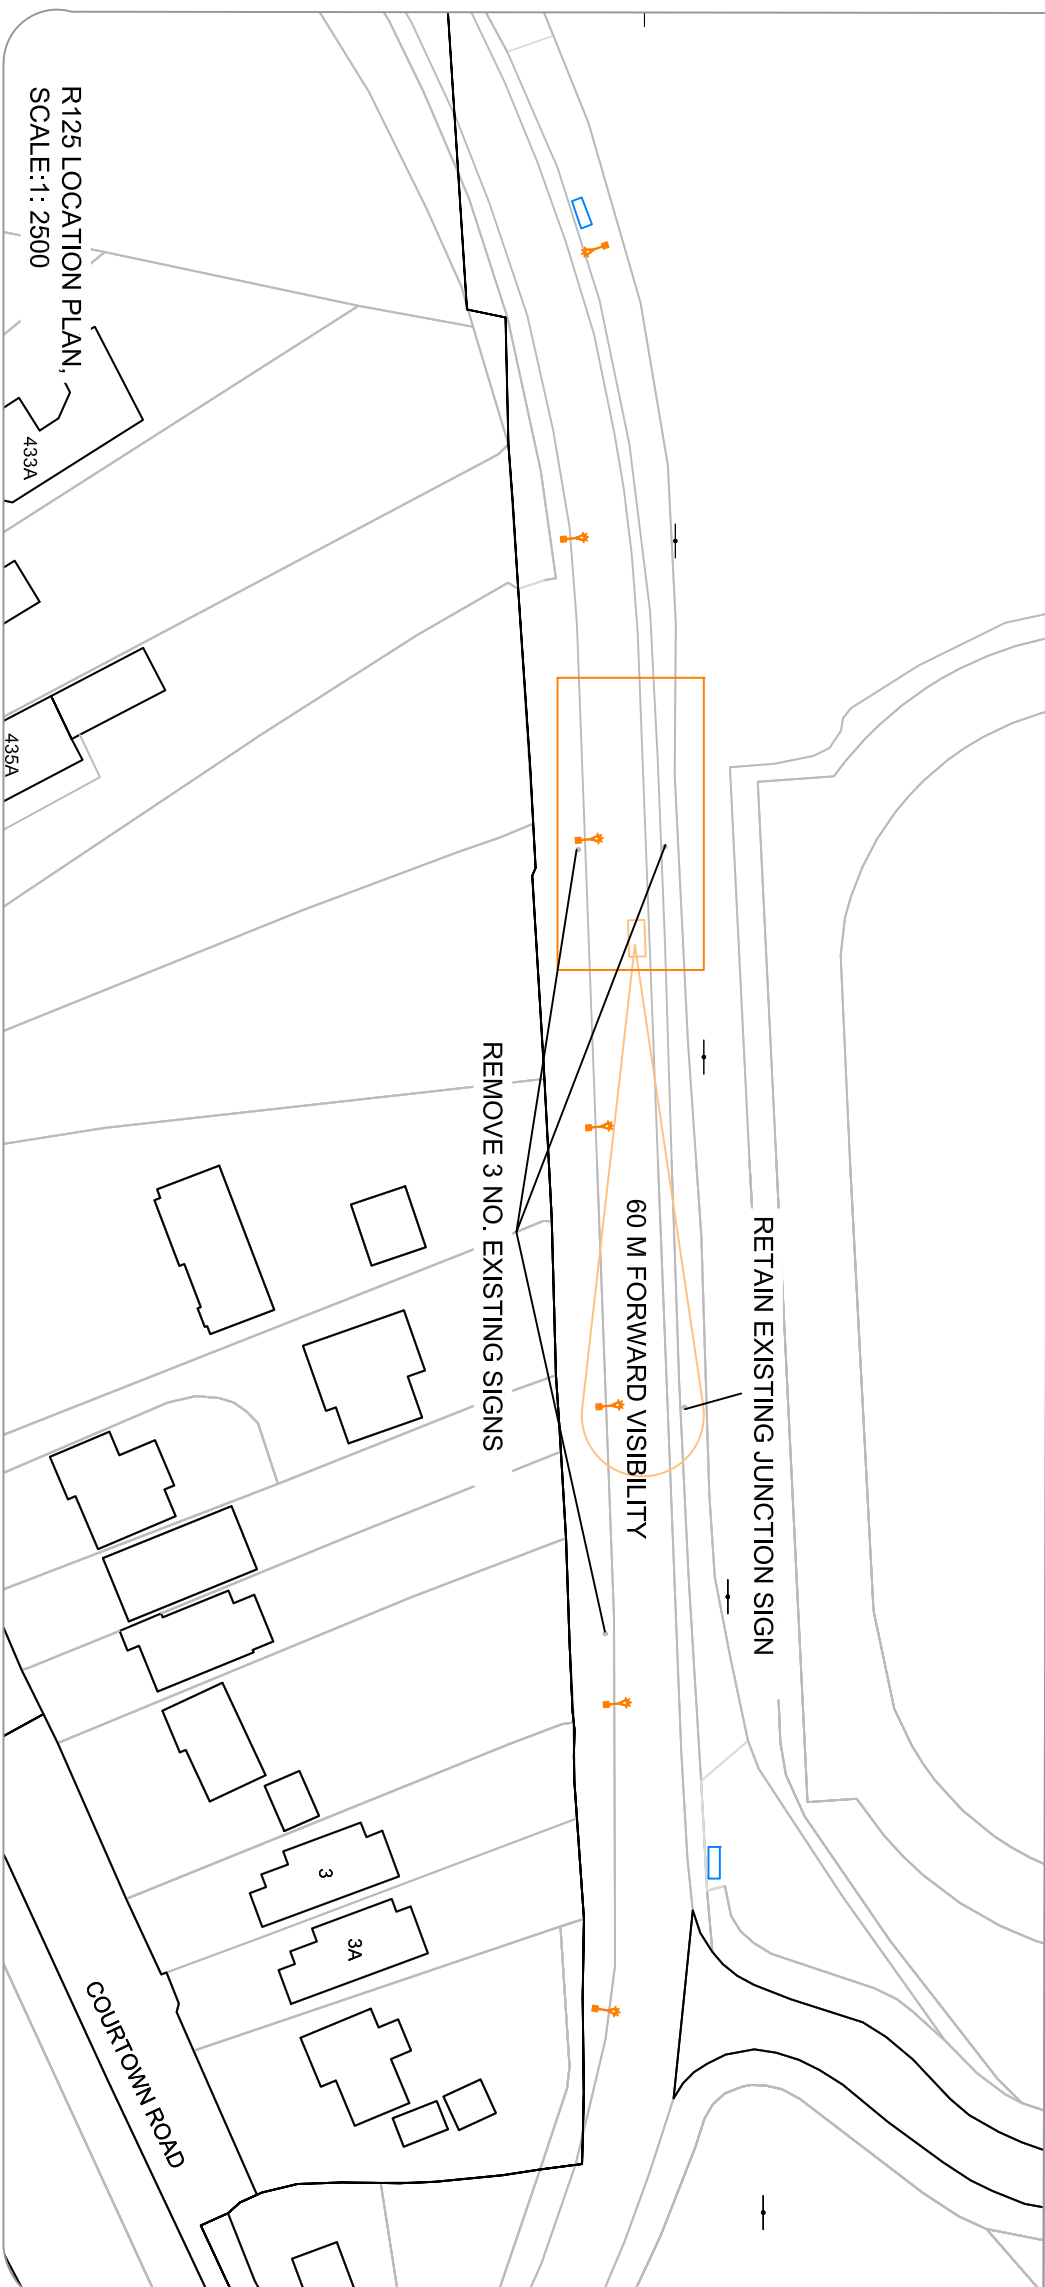 R125 LOCATION PLAN,
SCALE:1: 2500
433A
435A
REMOVE 3 NO. EXISTING SIGNS
60 M FORWARD VISIBILITY
RETAIN EXISTING JUNCTION SIGN
3
3A
COURTOWN ROAD